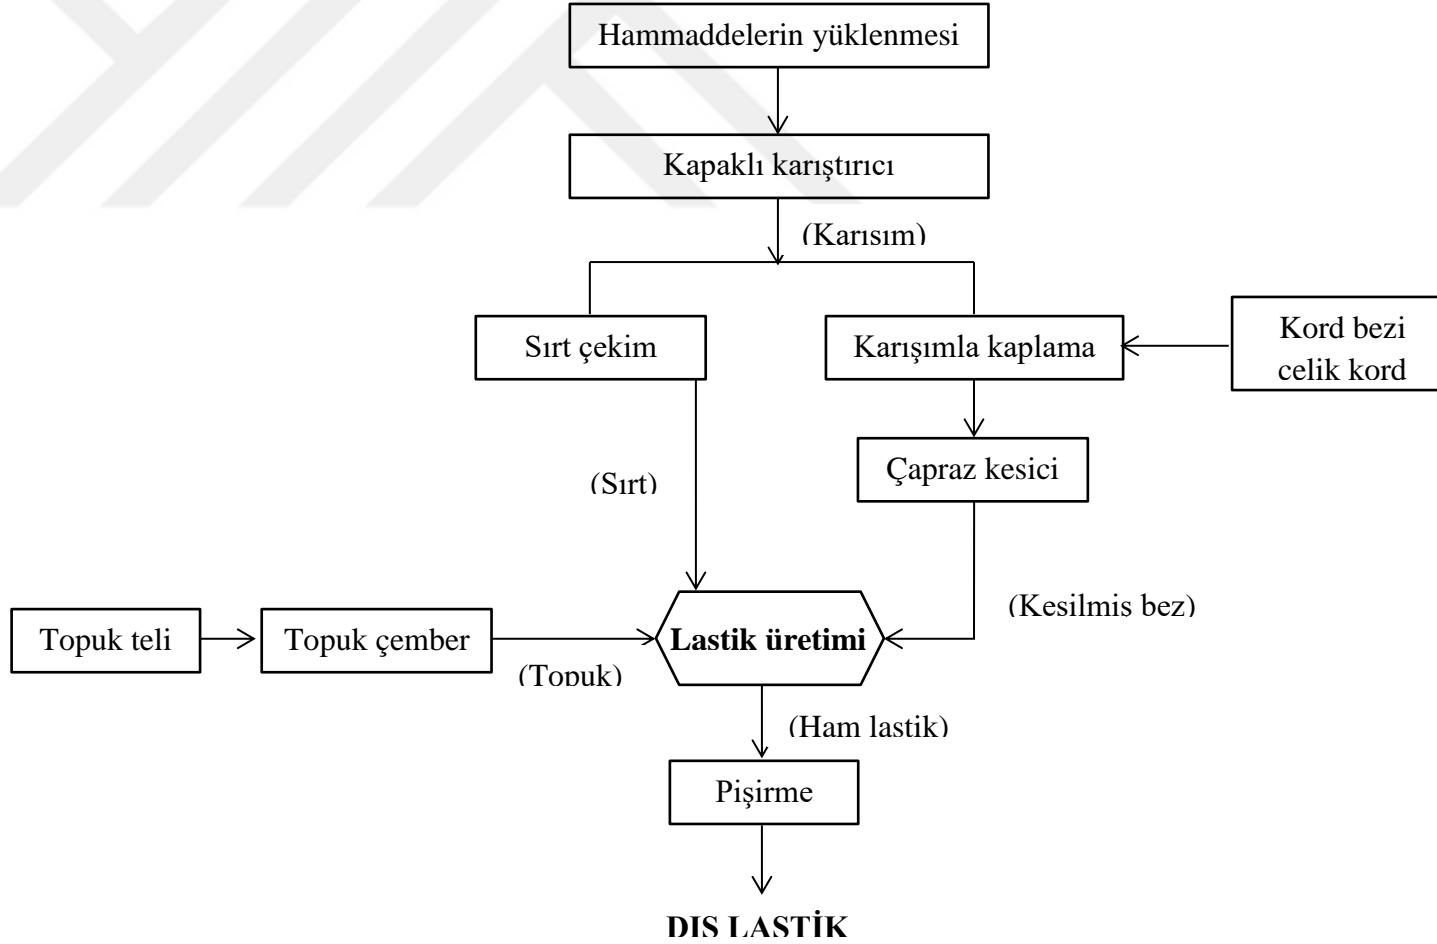 Hammaddelerin yüklenmesi
Kapaklı karıştırıcı
(Karısım)
Sırt çekim
Karışımla kaplama
Kord bezi
celik kord
Çapraz kesici
(Sırt)
(Kesilmis bez)
Topuk teli
Topuk çember
Lastik üretimi
(Topuk)
(Ham lastik)
Pişirme
DIS LASTİK